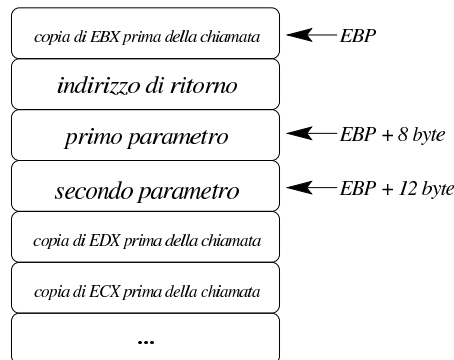 copia di EBX prima della chiamata EBP
indirizzo di ritorno
primo parametro EBP + 8 byte
secondo parametro EBP + 12 byte
copia di EDX prima della chiamata
copia di ECX prima della chiamata
...